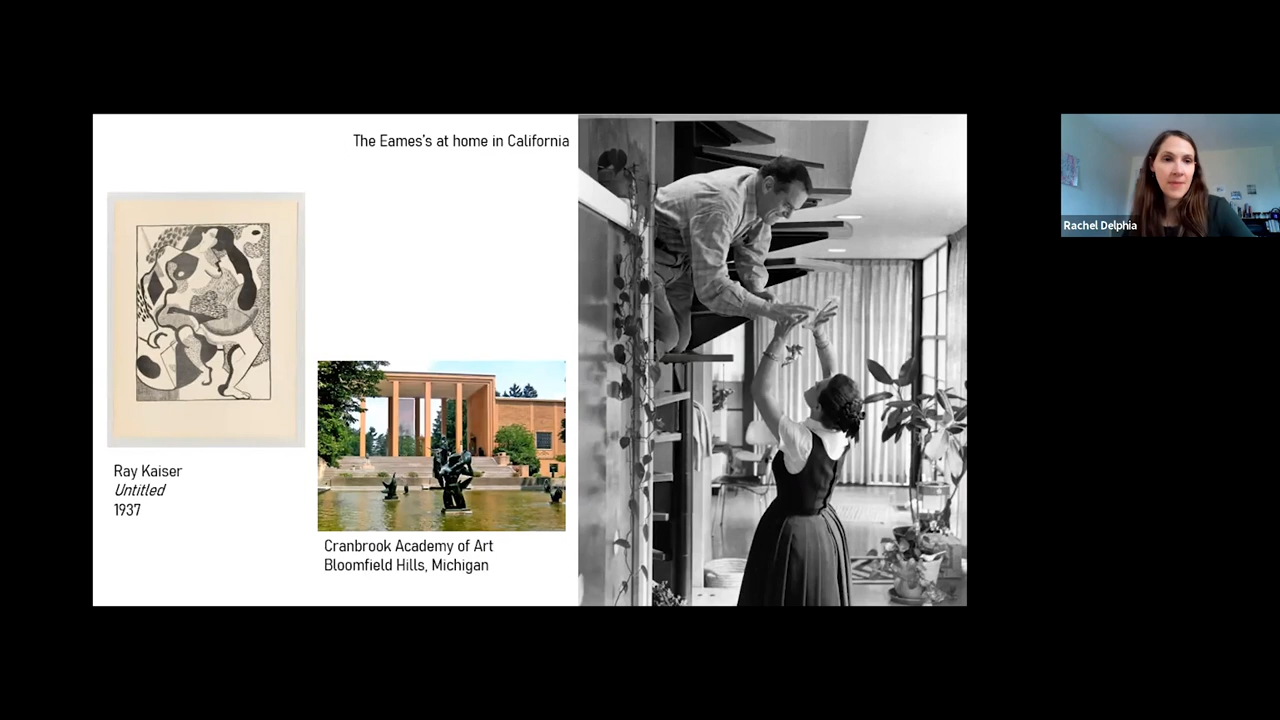 The Eames's at home in California
Ray Kaiser
Untitled
1937
Cranbrook Academy of Art
Bloomfield Hills, Michigan
Rachel Delphia